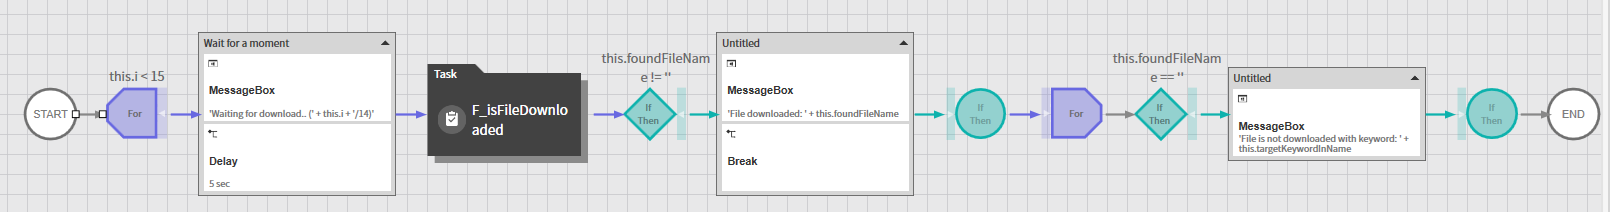 START
this.i < 15
For
Wait for a moment
MessageBox
'Waiting for download.. (' + this.i + '/14)'
Delay
5 sec
Task
F_isFileDownlo
aded
this.foundFileNam
e != ''
If
Then
Untitled
MessageBox
'File downloaded: ' + this.foundFileName
Break
If
Then
For
this.foundFileNam
e == ''
If
Then
Untitled
MessageBox
'File is not downloaded with keyword: ' +
this.targetKeywordInName
If
Then
END